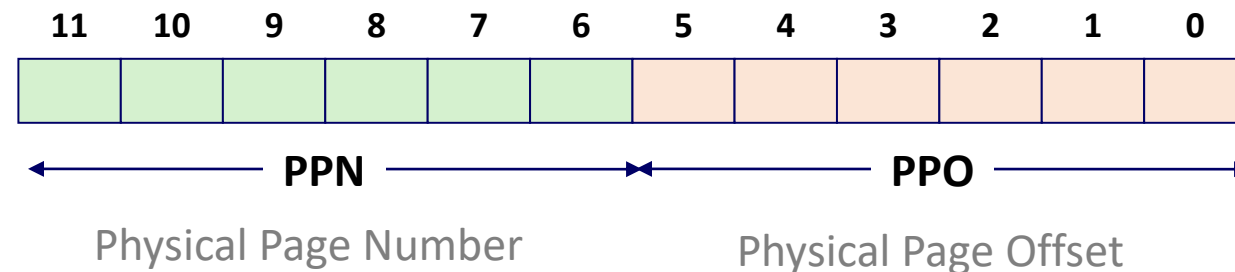 11 10 9 8 7 6 5 4 3 2 1 0
PPN PPO
Physical Page Number Physical Page Offset